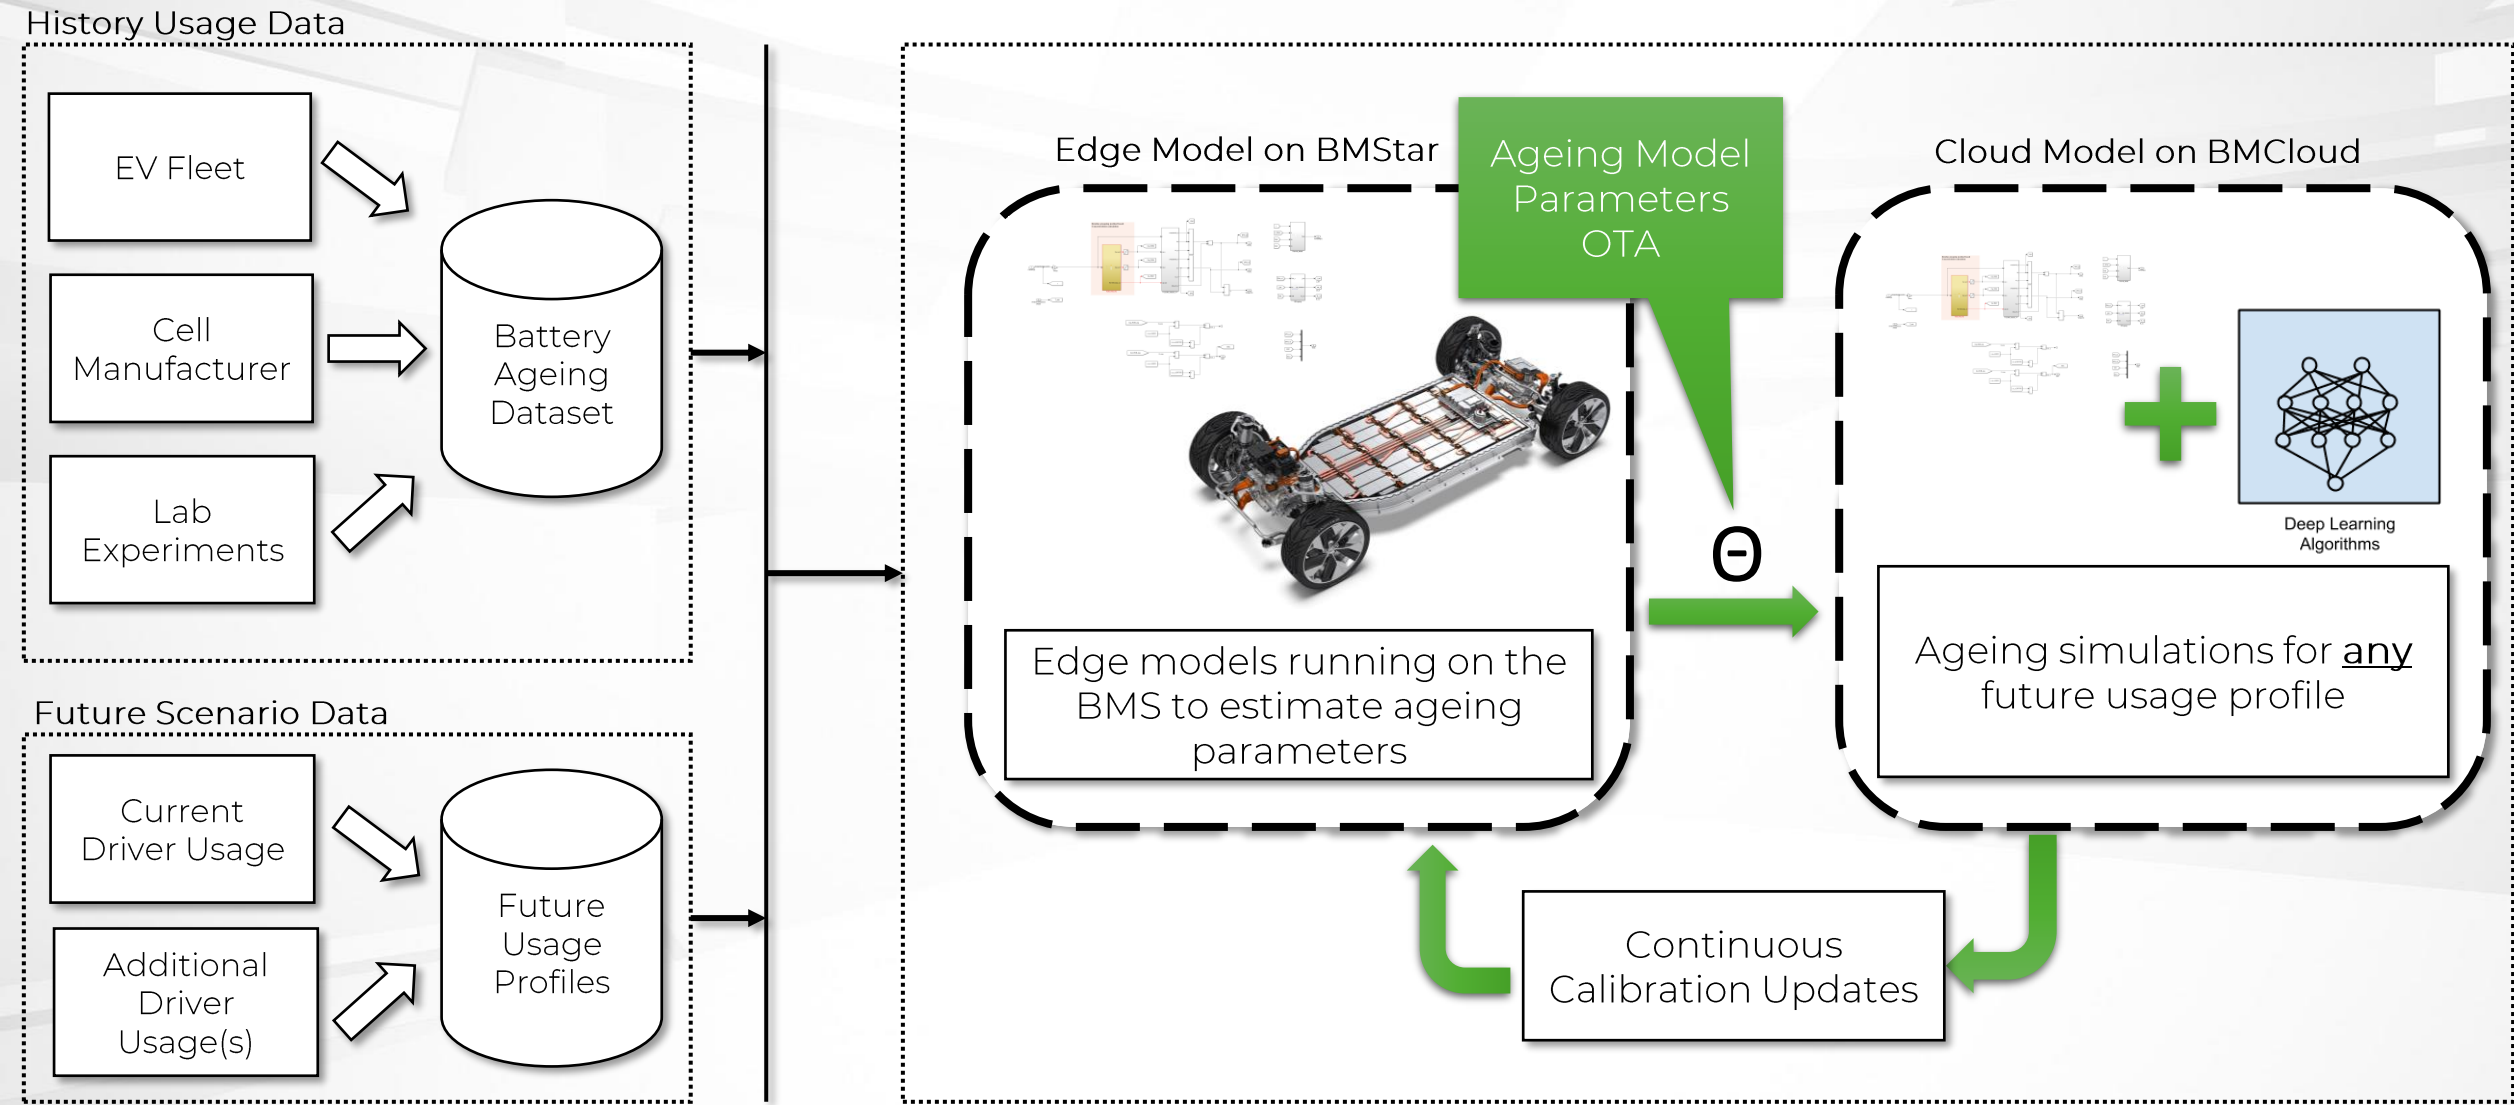 History Usage Data
EV Fleet
Cell
Manufacturer
Lab
Experiments
Battery
Ageing
Dataset
Future Scenario Data
Current
Driver Usage
Additional
Driver
Usage(s)
Future
Usage
Profiles
Edge Model on BMStar
Ageing Model
Parameters
OTA
Cloud Model on BMCloud
Deep Learning
Algorithms
Θ
Edge models running on the
BMS to estimate ageing
parameters
Ageing simulations for any
future usage profile
Continuous
Calibration Updates